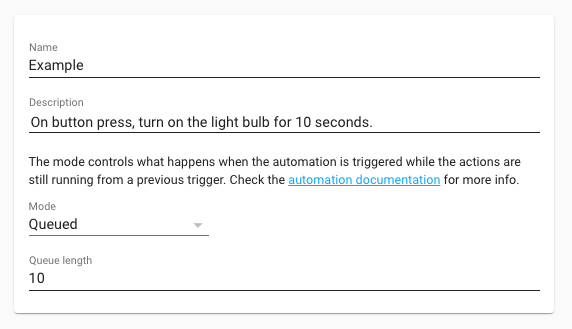 Name
Example
Description
On button press, turn on the light bulb for 10 seconds.
The mode controls what happens when the automation is triggered while the actions are
still running from a previous trigger. Check the automation documentation for more info.
Mode
Queued
Queue length
10